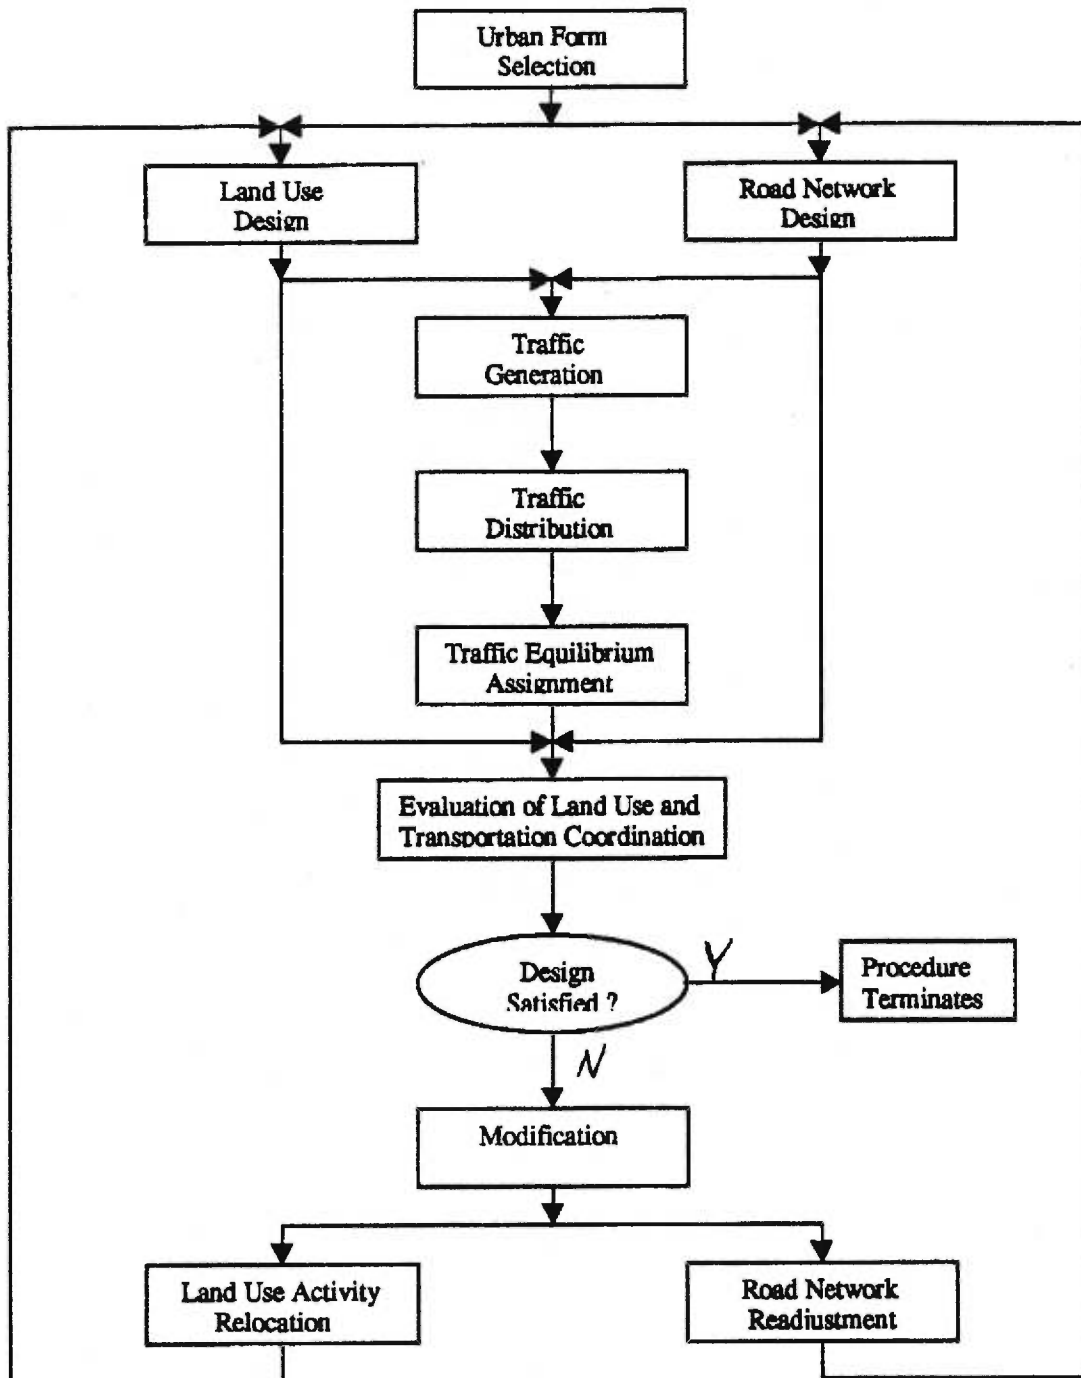 Urban Form
Selection
Land Use
Design
Road Network
Design
Traffic
Generation
Traffic
Distribution
Traffic Equilibrium
Assignment
Evaluation of Land Use and
Transportation Coordination
Design
Satisfied ?
Y
Procedure
Terminates
N
Modification
Land Use Activity
Relocation
Road Network
Readjustment